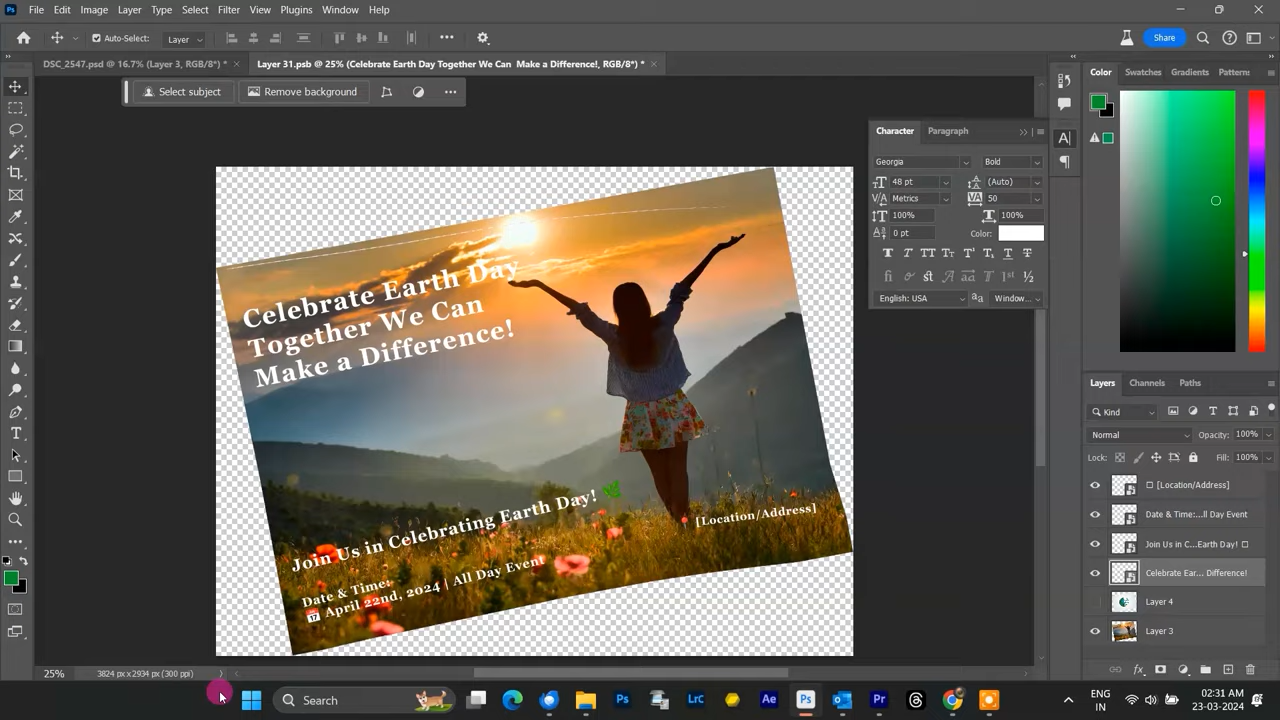 Ps File Edit Image Layer Type Select Filter View Plugins Window Help
Auto-Select: Layer Share
DSC_2547.psd @ 16.7% (Layer 3, RGB/8*) * Layer 31.psb @ 25% (Celebrate Earth Day Together We Can Make a Difference!, RGB/8*) *
Select subject Remove background
Color Swatches Gradients Patterns
Character Paragraph
Georgia Bold
48 pt (Auto)
Metrics 50
100% 100%
0 pt Color:
English: USA Window...
Celebrate Earth Day
Together We Can
Make a Difference!
Join Us in Celebrating Earth Day! 🌿
📍 [Location/Address]
Date & Time:
📅 April 22nd, 2024 | All Day Event
Layers Channels Paths
Kind
Normal Opacity: 100%
Lock: Fill: 100%
□ [Location/Address]
Date & Time:...ll Day Event
Join Us in C...Earth Day! □
Celebrate Ear... Difference!
Layer 4
Layer 3
25% 3824 px x 2934 px (300 ppi)
Search Ps LrC Ae Ps Pr ENG IN 02:31 AM 23-03-2024